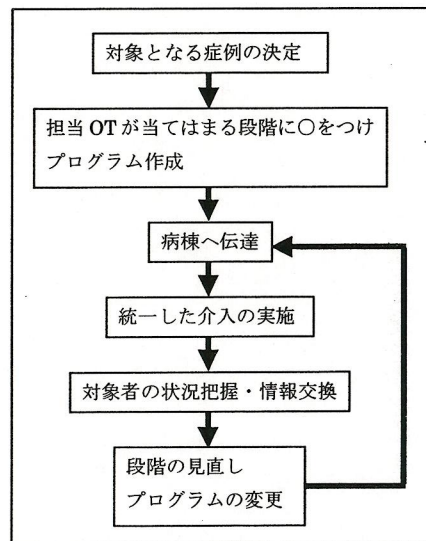 対象となる症例の決定
担当OTが当てはまる段階に○をつけ
プログラム作成
病棟へ伝達
統一した介入の実施
対象者の状況把握・情報交換
段階の見直し
プログラムの変更